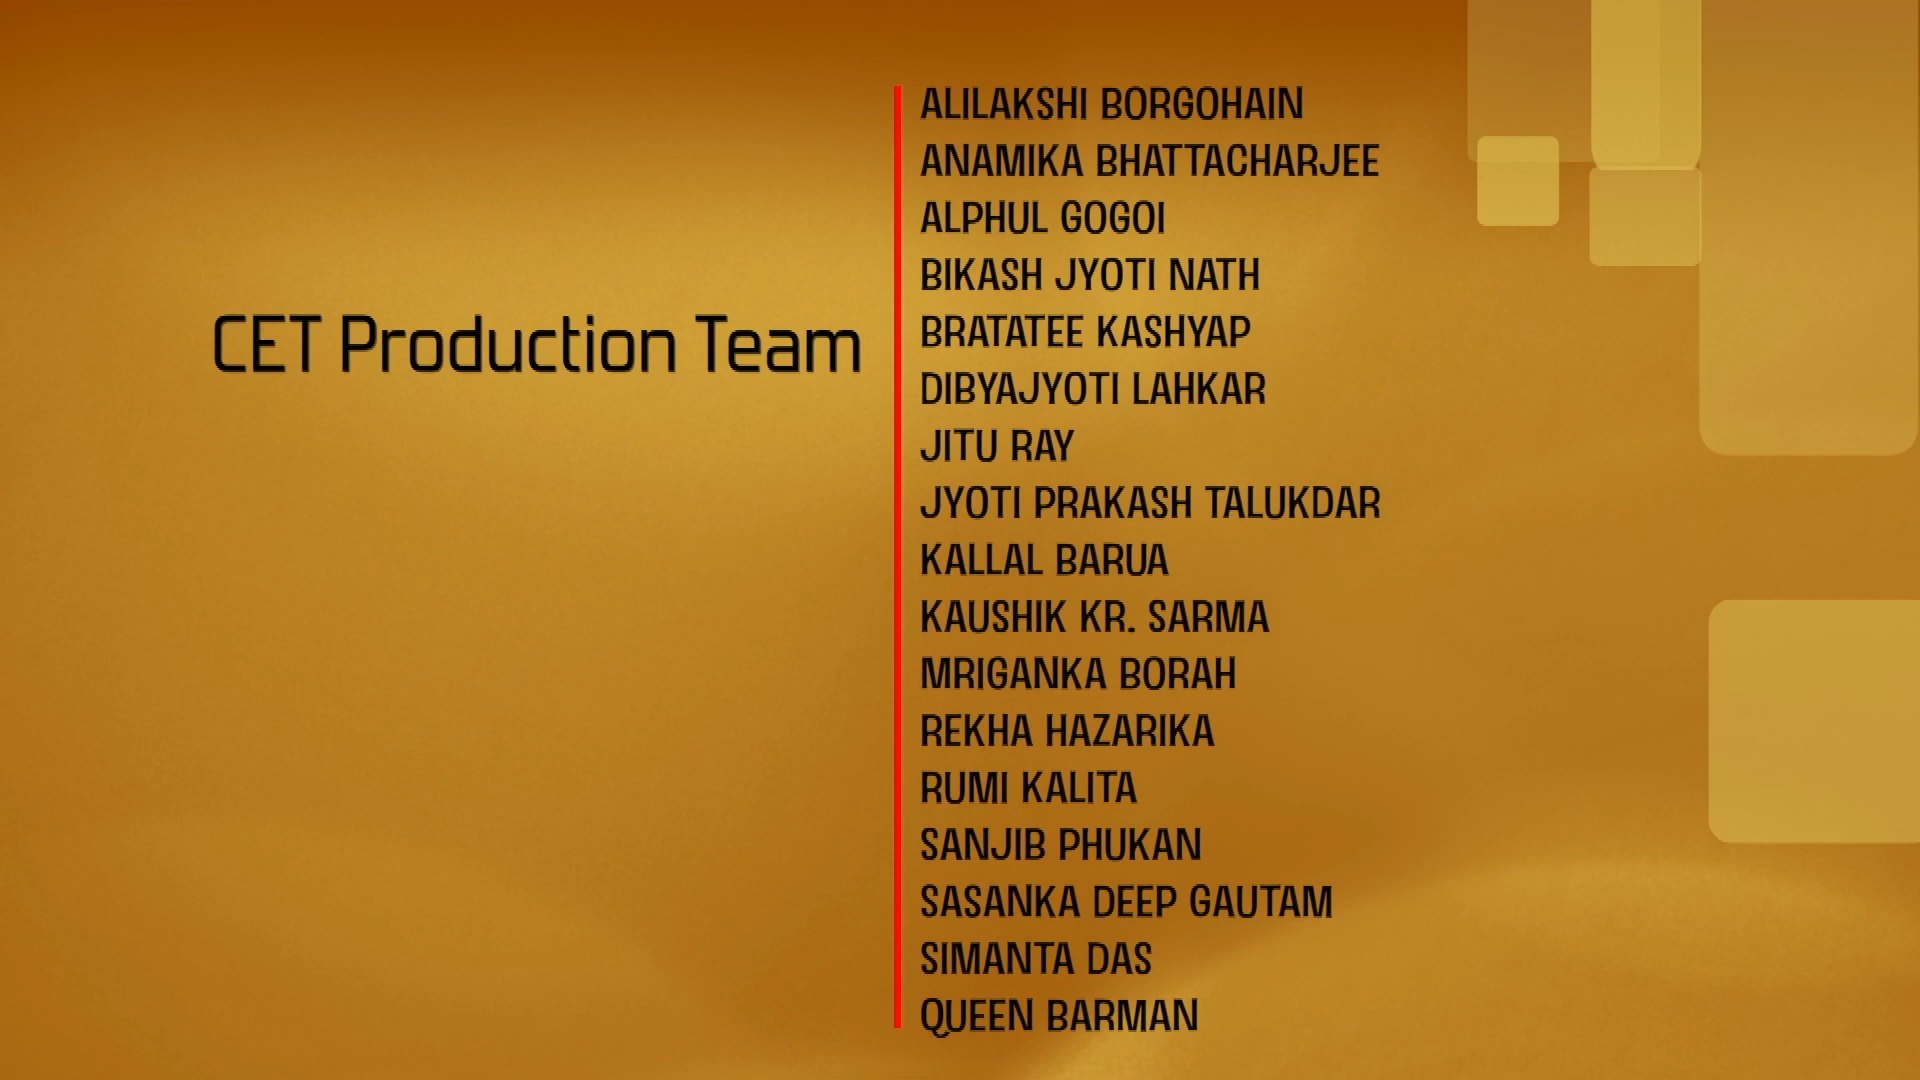 CET Production Team
ALILAKSHI BORGOHAIN
ANAMIKA BHATTACHARJEE
ALPHUL GOGOI
BIKASH JYOTI NATH
BRATATEE KASHYAP
DIBYAJYOTI LAHKAR
JITU RAY
JYOTI PRAKASH TALUKDAR
KALLAL BARUA
KAUSHIK KR. SARMA
MRIGANKA BORAH
REKHA HAZARIKA
RUMI KALITA
SANJIB PHUKAN
SASANKA DEEP GAUTAM
SIMANTA DAS
QUEEN BARMAN